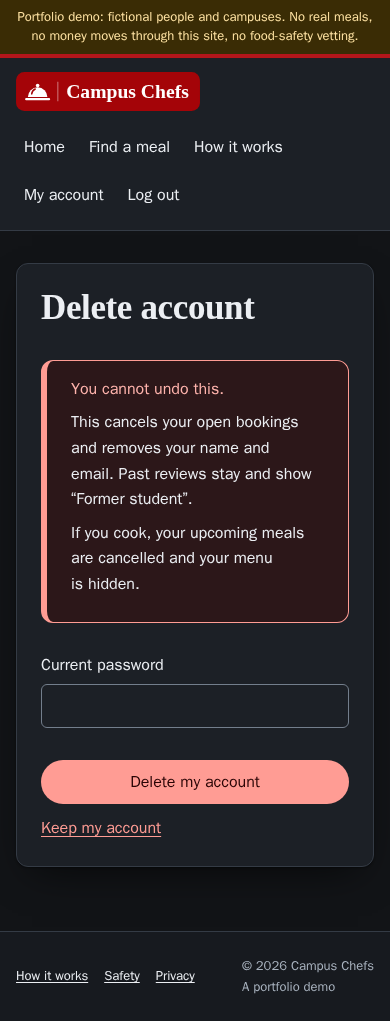 Portfolio demo: fictional people and campuses. No real meals,
no money moves through this site, no food-safety vetting.
Campus Chefs
Home Find a meal How it works
My account Log out
Delete account
You cannot undo this.
This cancels your open bookings
and removes your name and
email. Past reviews stay and show
“Former student”.
If you cook, your upcoming meals
are cancelled and your menu
is hidden.
Current password
Delete my account
Keep my account
How it works Safety Privacy
© 2026 Campus Chefs
A portfolio demo